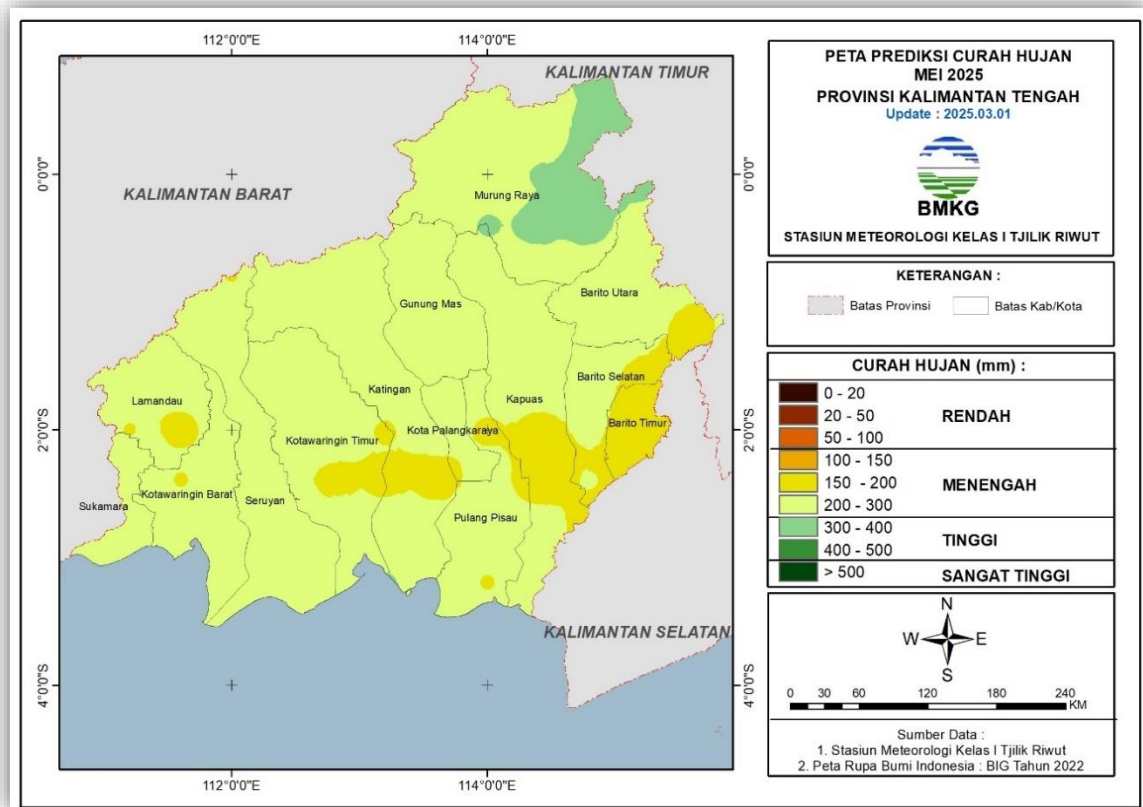 112°0'0"E
114°0'0"E
KALIMANTAN TIMUR
0°0'0"
0°0'0"
KALIMANTAN BARAT
Murung Raya
Barito Utara
Gunung Mas
Barito Selatan
Katingan
Kapuas
Lamandau
2°0'0"S
Barito Timur
2°0'0"S
Kotawaringin Timur
Kota Palangkaraya
Kotawaringin Barat
Seruyan
Sukamara
Pulang Pisau
KALIMANTAN SELATAN
4°0'0"S
4°0'0"S
112°0'0"E
114°0'0"E
PETA PREDIKSI CURAH HUJAN
MEI 2025
PROVINSI KALIMANTAN TENGAH
Update : 2025.03.01
BMKG
STASIUN METEOROLOGI KELAS I TJILIK RIWUT
KETERANGAN :
Batas Provinsi Batas Kab/Kota
CURAH HUJAN (mm) :
0 - 20
20 - 50 RENDAH
50 - 100
100 - 150
150 - 200 MENENGAH
200 - 300
300 - 400 TINGGI
400 - 500
> 500 SANGAT TINGGI
N
W E
S
0 30 60 120 180 240
KM
Sumber Data :
1. Stasiun Meteorologi Kelas I Tjilik Riwut
2. Peta Rupa Bumi Indonesia : BIG Tahun 2022